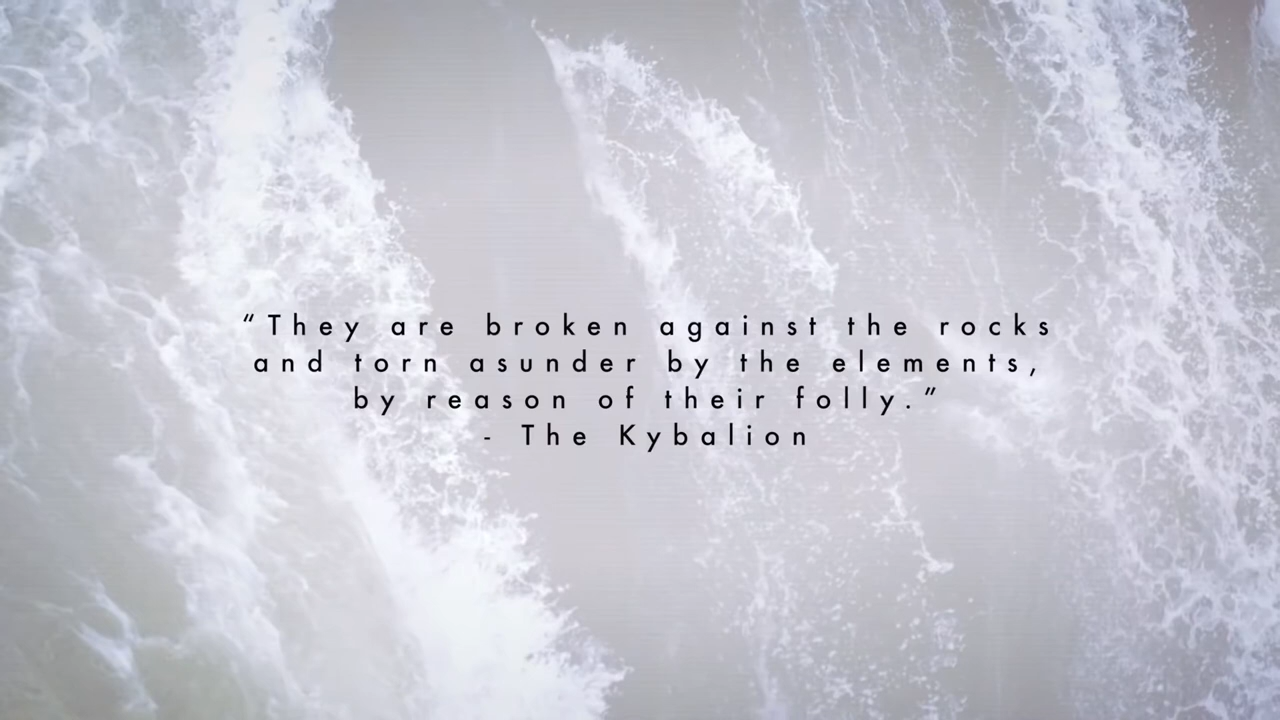 “They are broken against the rocks
and torn asunder by the elements,
by reason of their folly.”
- The Kybalion